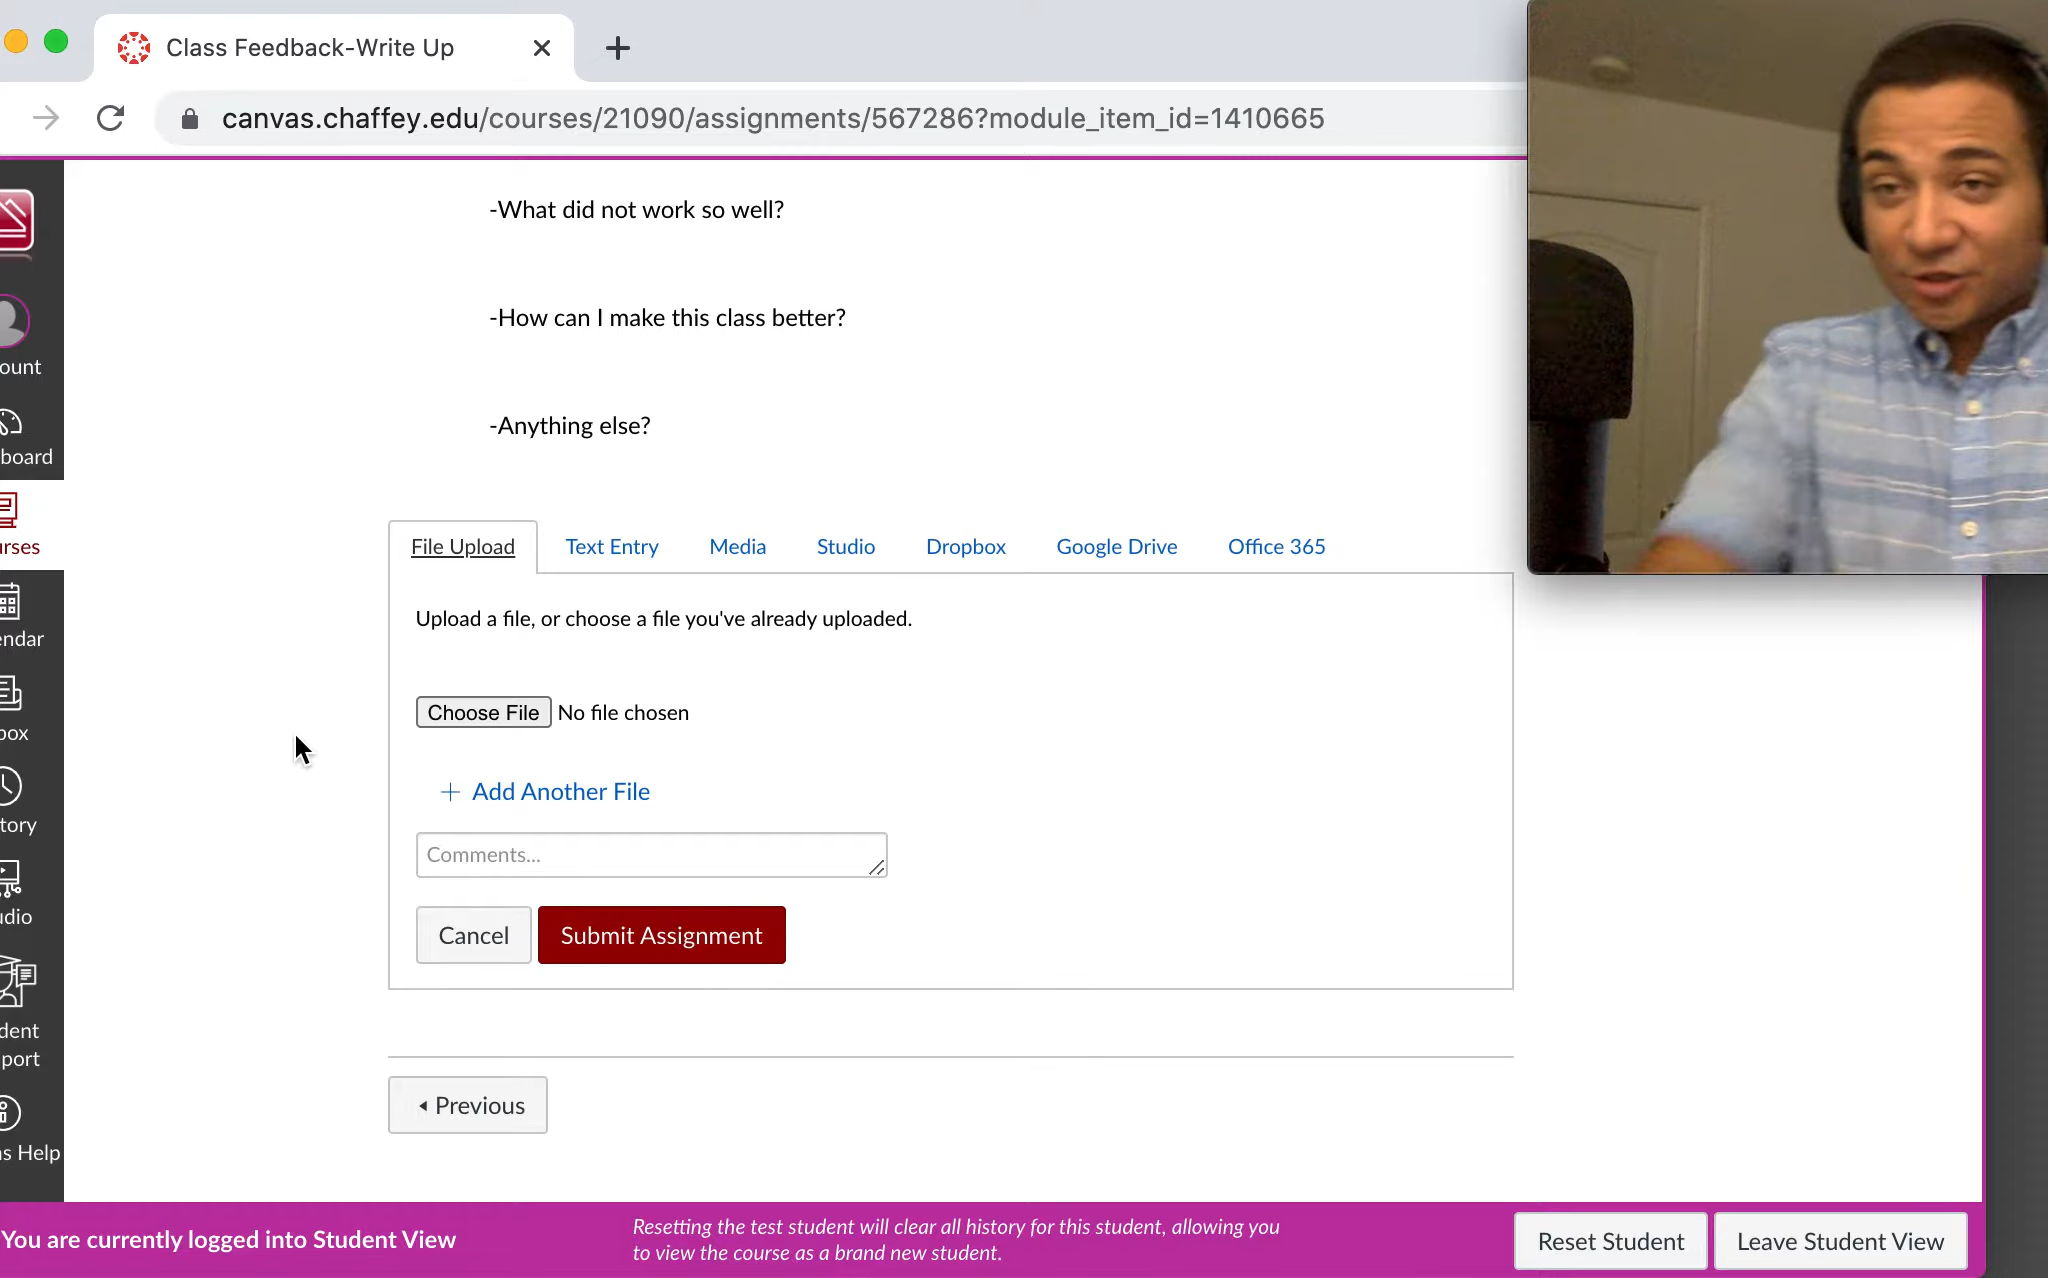 Class Feedback-Write Up
canvas.chaffey.edu/courses/21090/assignments/567286?module_item_id=1410665
-What did not work so well?
-How can I make this class better?
-Anything else?
ount
board
urses
endar
box
tory
udio
dent
port
as Help
File Upload Text Entry Media Studio Dropbox Google Drive Office 365
Upload a file, or choose a file you've already uploaded.
Choose File No file chosen
+ Add Another File
Comments...
Cancel Submit Assignment
Previous
You are currently logged into Student View
Resetting the test student will clear all history for this student, allowing you
to view the course as a brand new student.
Reset Student Leave Student View